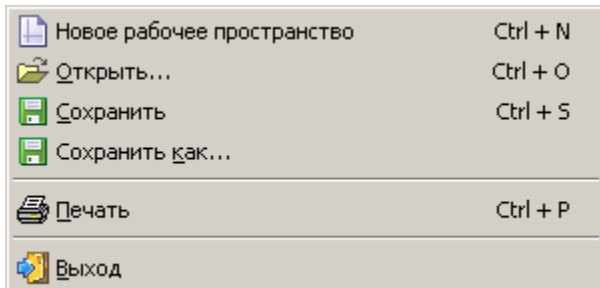 Новое рабочее пространство Ctrl + N
Открыть... Ctrl + O
Сохранить Ctrl + S
Сохранить как...
Печать Ctrl + P
Выход